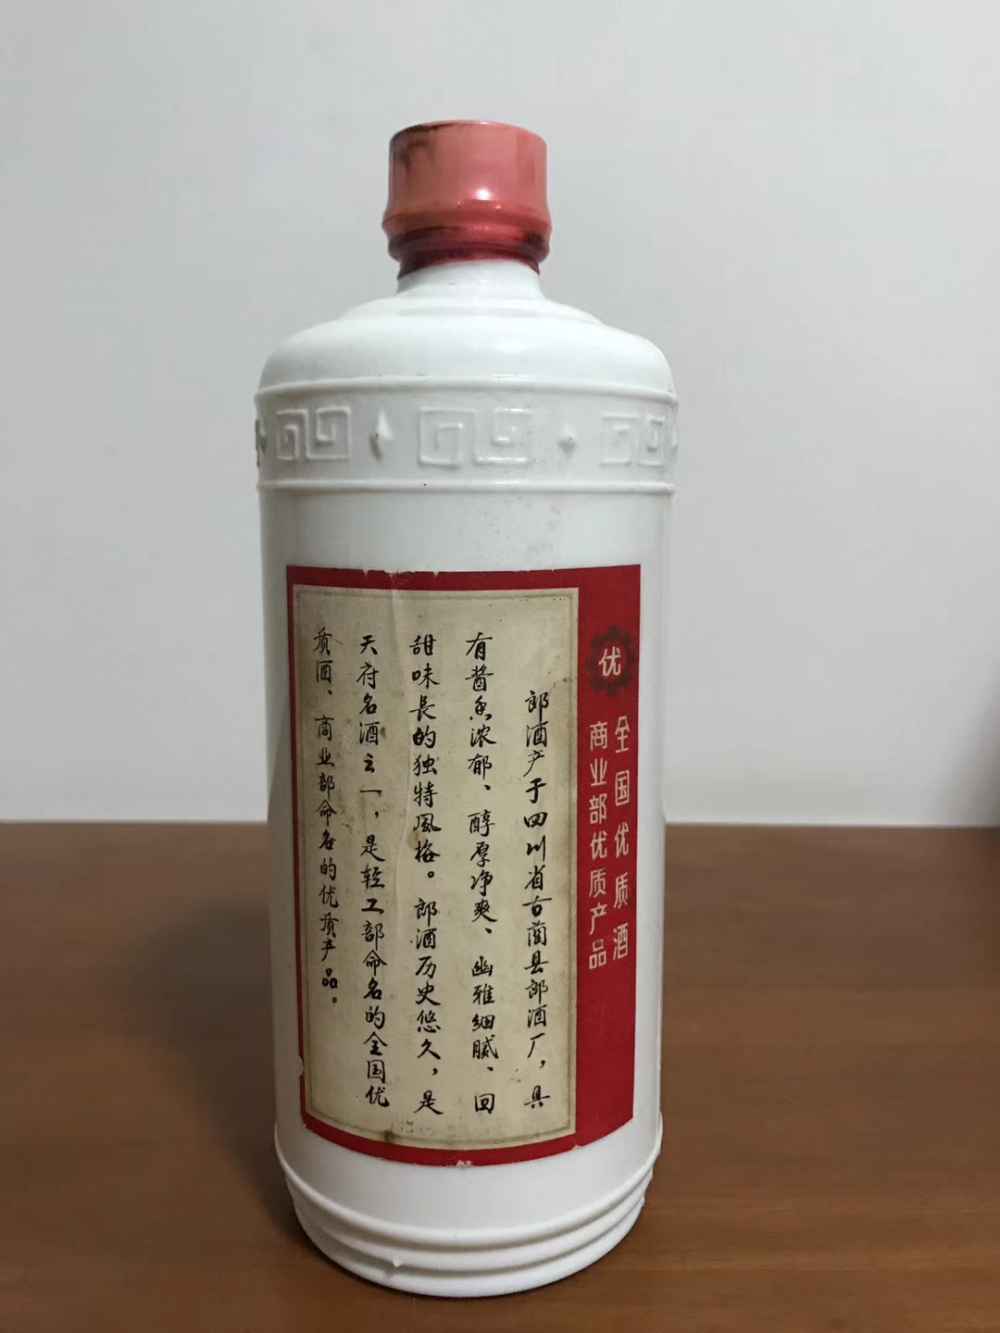 优
全国优质酒
商业部优质产品
郎酒产于四川省古蔺县郎酒厂，具
有酱香浓郁、醇厚净爽、幽雅细腻、回
甜味長的独特風格。郎酒历史悠久，是
天府名酒之一，是轻工部命名的全国优
质酒、商业部命名的优质产品。